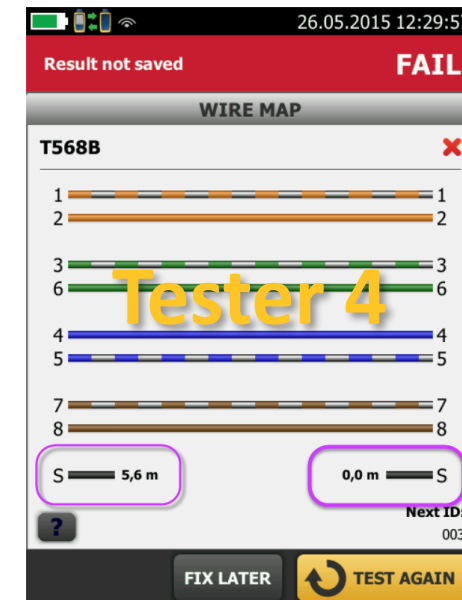 26.05.2015 12:29:5
Result not saved FAIL
WIRE MAP
T568B
1 1
2 2
3 3
6 6
Tester 4
4 4
5 5
7 7
8 8
S 5,6 m 0,0 m S
Next ID:
003
?
FIX LATER TEST AGAIN